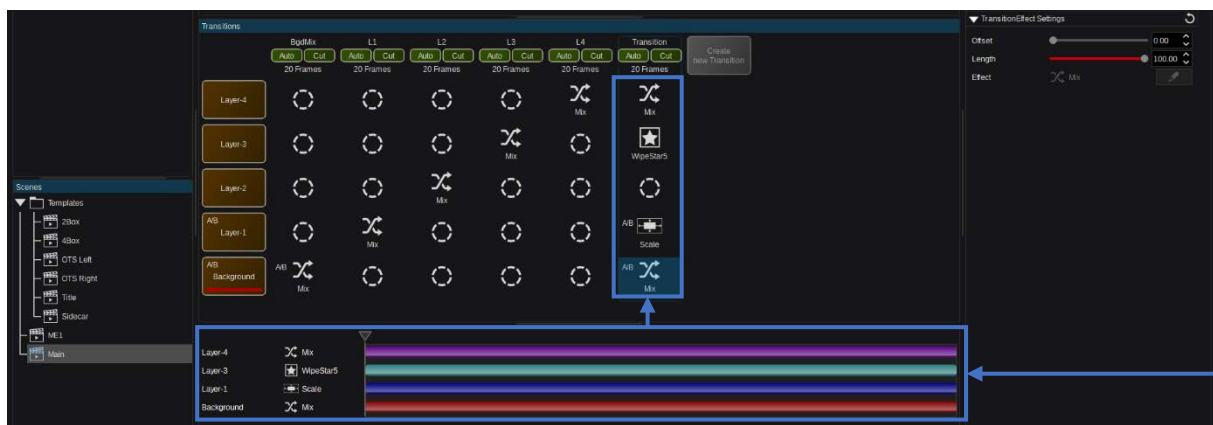 Transitions
BgdMix L1 L2 L3 L4 Transition
Auto Cut Auto Cut Auto Cut Auto Cut Auto Cut Auto Cut
20 Frames 20 Frames 20 Frames 20 Frames 20 Frames 20 Frames
Create
new Transition
Layer-4
Mix Mix
Layer-3
Mix WipeStar5
Layer-2
Mix
A/B
Layer-1
Mix
A/B
Scale
A/B
Background
A/B
Mix
A/B
Mix
Scenes
Templates
2Box
4Box
OTS Left
OTS Right
Title
Sidecar
ME1
Main
Layer-4 Mix
Layer-3 WipeStar5
Layer-1 Scale
Background Mix
TransitionEffect Settings
Offset 0.00
Length 100.00
Effect Mix